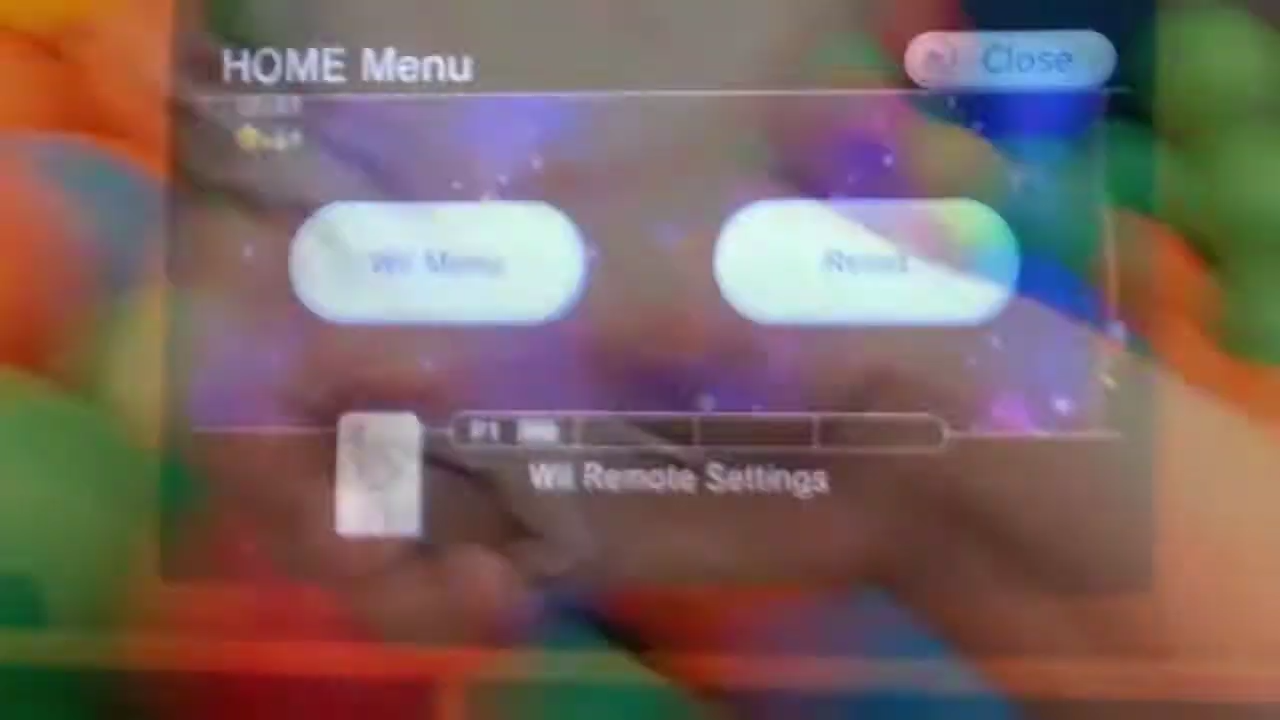 HOME Menu
Close
Wii Menu
Reset
P1
Wii Remote Settings